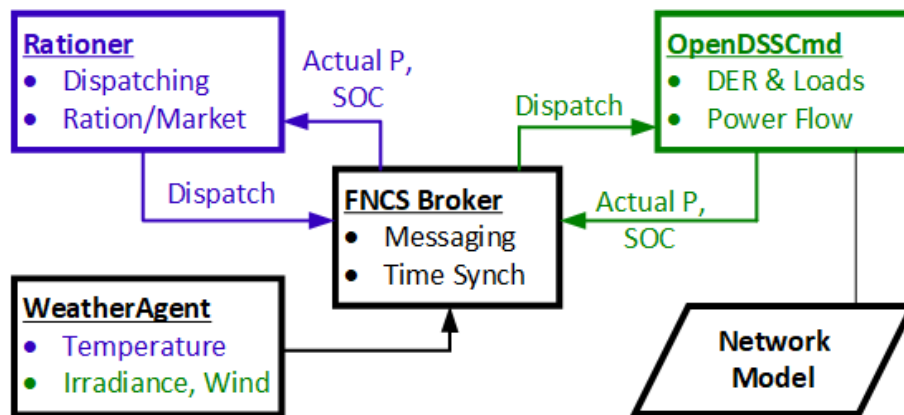 Rationer
• Dispatching
• Ration/Market
Actual P,
SOC
Dispatch
OpenDSSCmd
• DER & Loads
• Power Flow
Dispatch
FNCS Broker
• Messaging
• Time Synch
Actual P,
SOC
WeatherAgent
• Temperature
• Irradiance, Wind
Network
Model